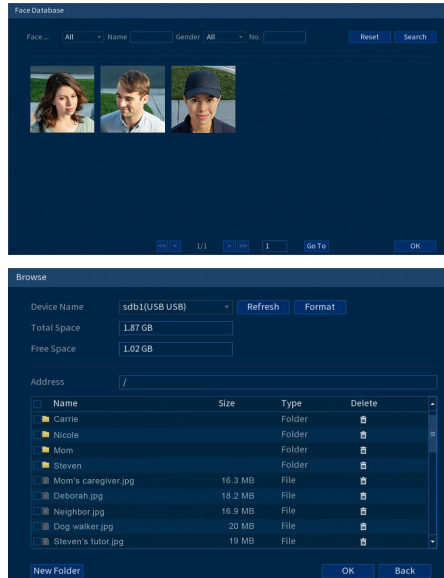 Face Database
Face ... All Name Gender All No. Reset Search
<< < 1/1 > >> 1 Go To OK
Browse
Device Name sdb1(USB USB) Refresh Format
Total Space 1.87 GB
Free Space 1.02 GB
Address /
Name Size Type Delete
Carrie Folder
Nicole Folder
Mom Folder
Steven Folder
Mom's caregiver.jpg 16.3 MB File
Deborah.jpg 18.2 MB File
Neighbor.jpg 16.9 MB File
Dog walker.jpg 20 MB File
Steven's tutor.jpg 19 MB File
New Folder OK Back